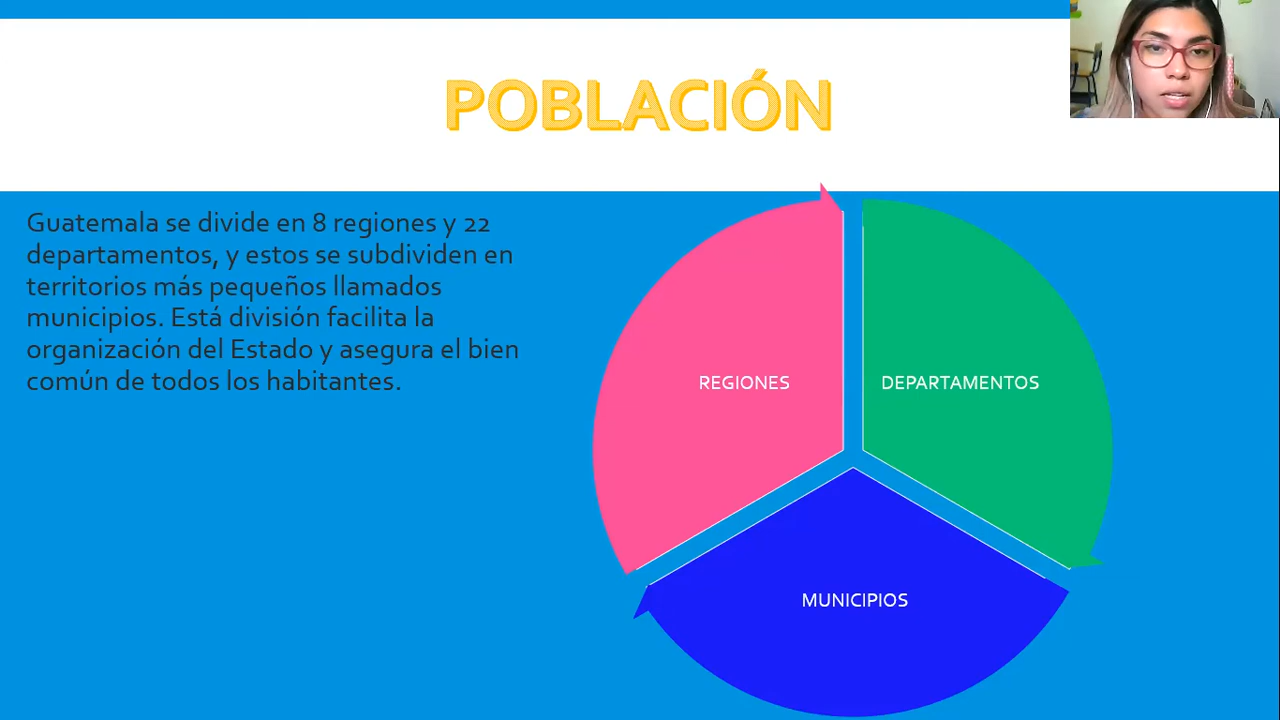 POBLACIÓN
Guatemala se divide en 8 regiones y 22
departamentos, y estos se subdividen en
territorios más pequeños llamados
municipios. Está división facilita la
organización del Estado y asegura el bien
común de todos los habitantes.
REGIONES
DEPARTAMENTOS
MUNICIPIOS